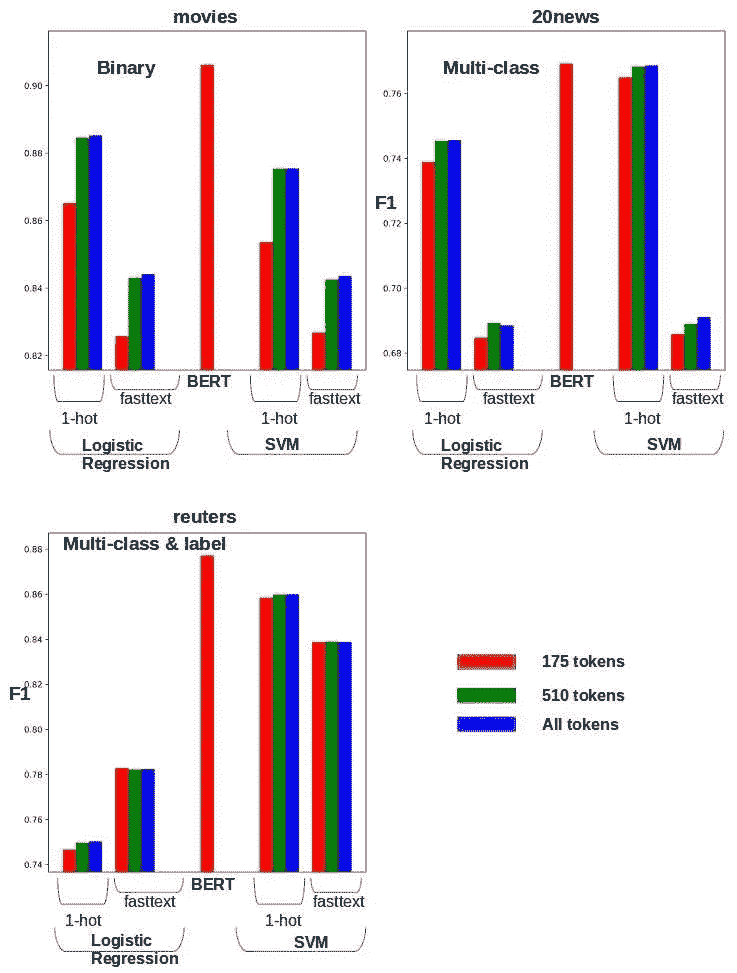 movies
Binary
0.90
0.88
0.86
0.84
0.82
1-hot
fasttext
BERT
1-hot
fasttext
Logistic
Regression
SVM
20news
Multi-class
F1
0.76
0.74
0.72
0.70
0.68
1-hot
fasttext
BERT
1-hot
fasttext
Logistic
Regression
SVM
reuters
Multi-class & label
F1
0.88
0.86
0.84
0.82
0.80
0.78
0.76
0.74
1-hot
fasttext
BERT
1-hot
fasttext
Logistic
Regression
SVM
175 tokens
510 tokens
All tokens